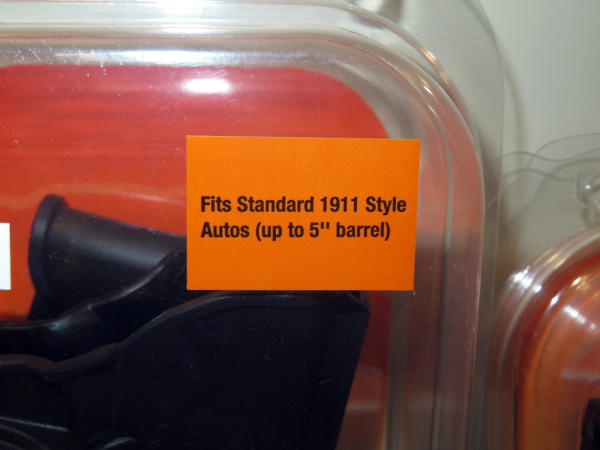 Fits Standard 1911 Style
Autos (up to 5'' barrel)